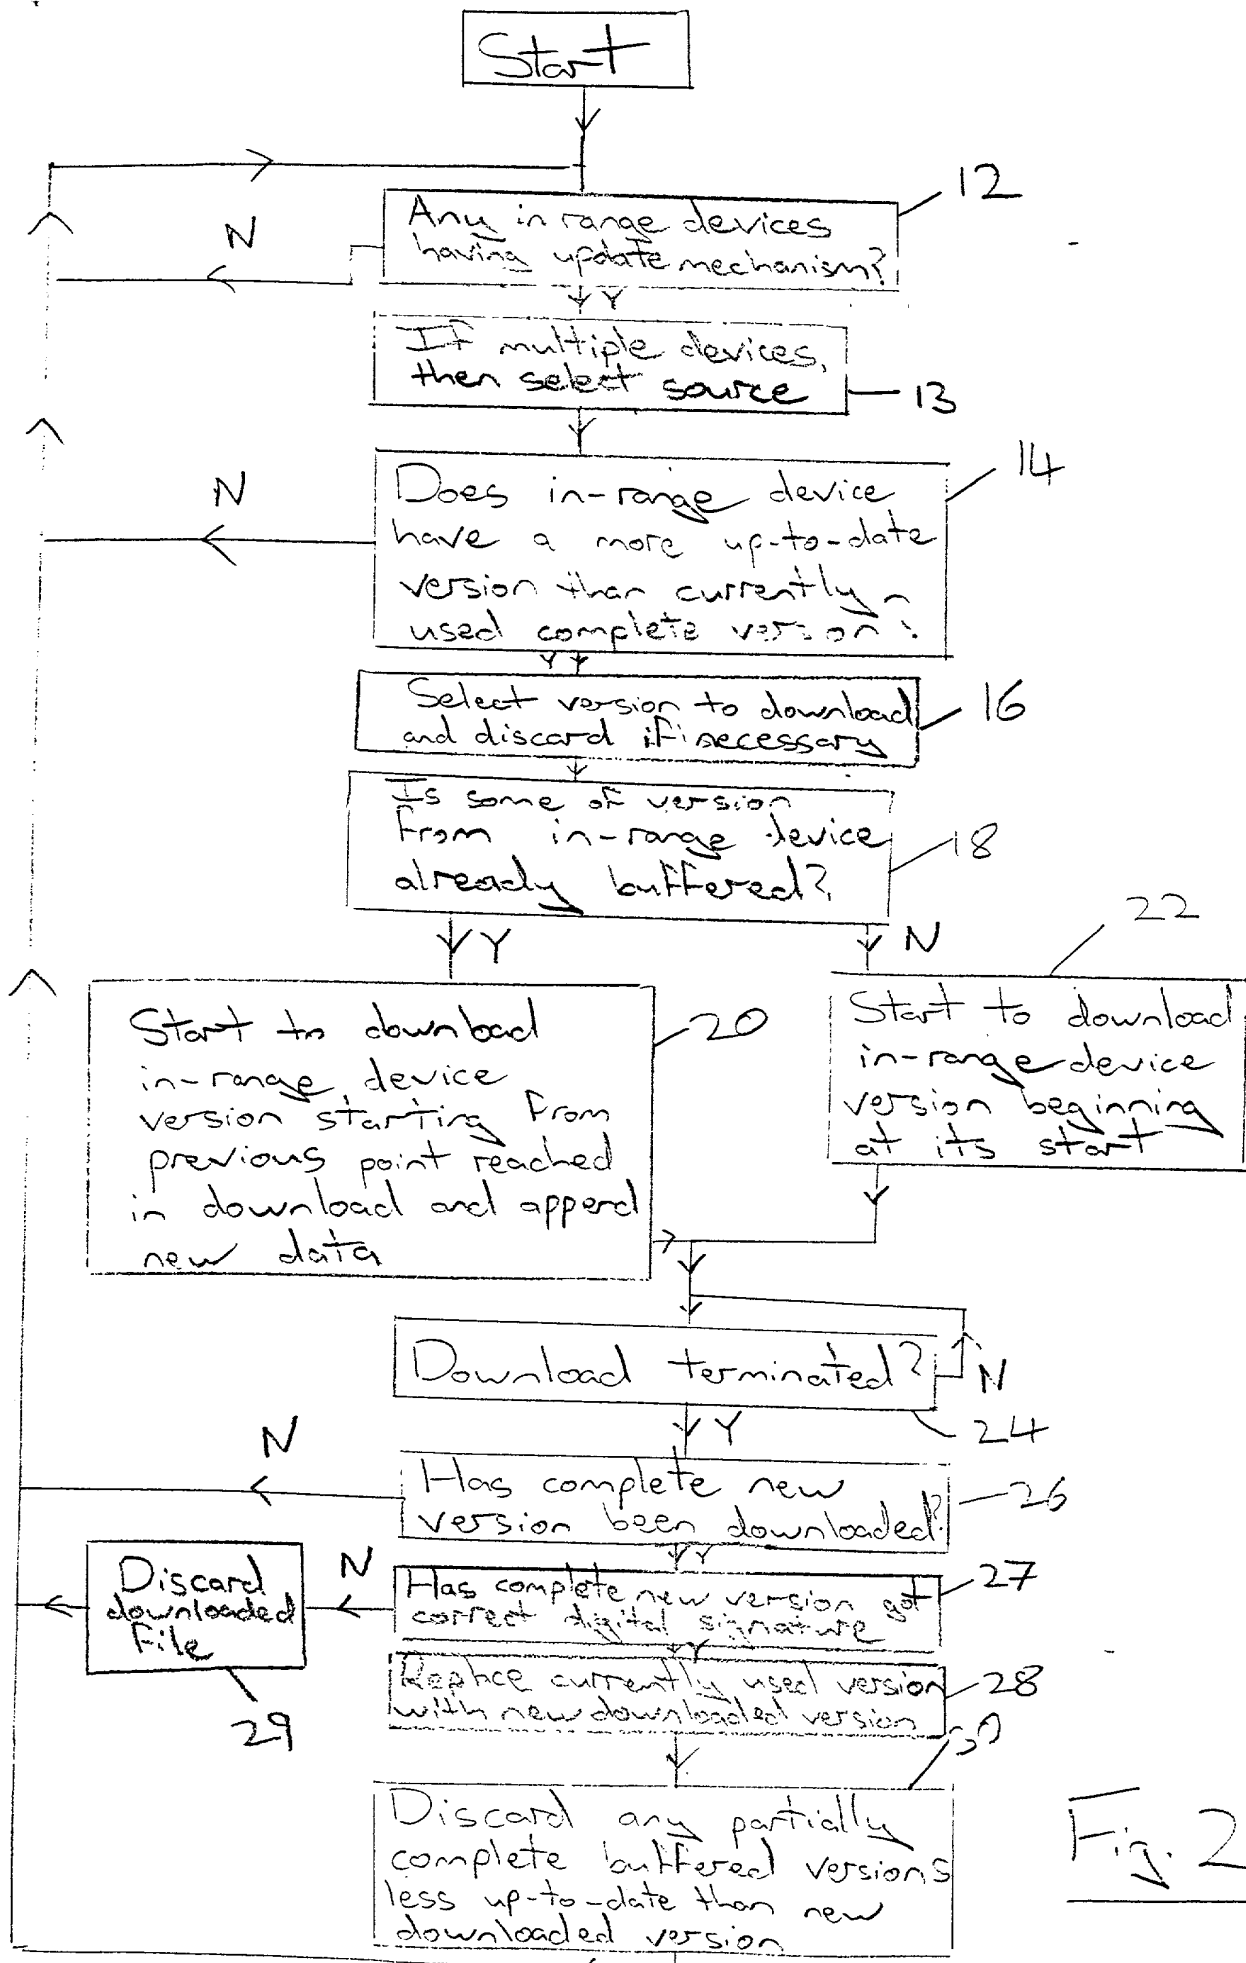 Start
12
Any in range devices
having update mechanism?
N
Y
If multiple devices,
then select source
13
14
Does in-range device
have a more up-to-date
version than currently
used complete version?
N
Y
Select version to download
and discard if necessary
16
Is some of version
from in-range device
already buffered?
18
Y
N
22
Start to download
in-range device
version starting from
previous point reached
in download and append
new data
20
Start to download
in-range device
version beginning
at its start
Download terminated?
N
24
Y
N
Has complete new
version been downloaded?
26
Y
Discard
downloaded
file
29
N
Has complete new version got
correct digital signature
27
Y
Replace currently used version
with new downloaded version
28
30
Discard any partially
complete buffered versions
less up-to-date than new
downloaded version
Fig. 2